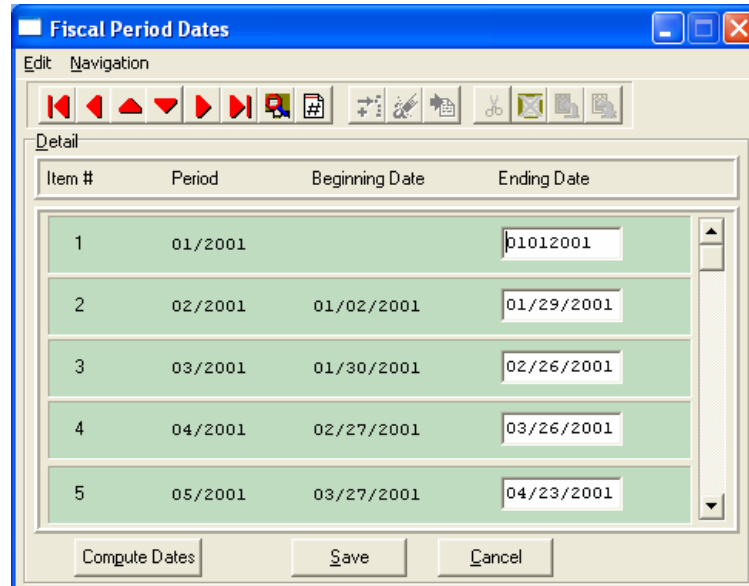 Fiscal Period Dates
Edit Navigation
#
Detail
Item # Period Beginning Date Ending Date
1 01/2001 01012001
2 02/2001 01/02/2001 01/29/2001
3 03/2001 01/30/2001 02/26/2001
4 04/2001 02/27/2001 03/26/2001
5 05/2001 03/27/2001 04/23/2001
Compute Dates Save Cancel